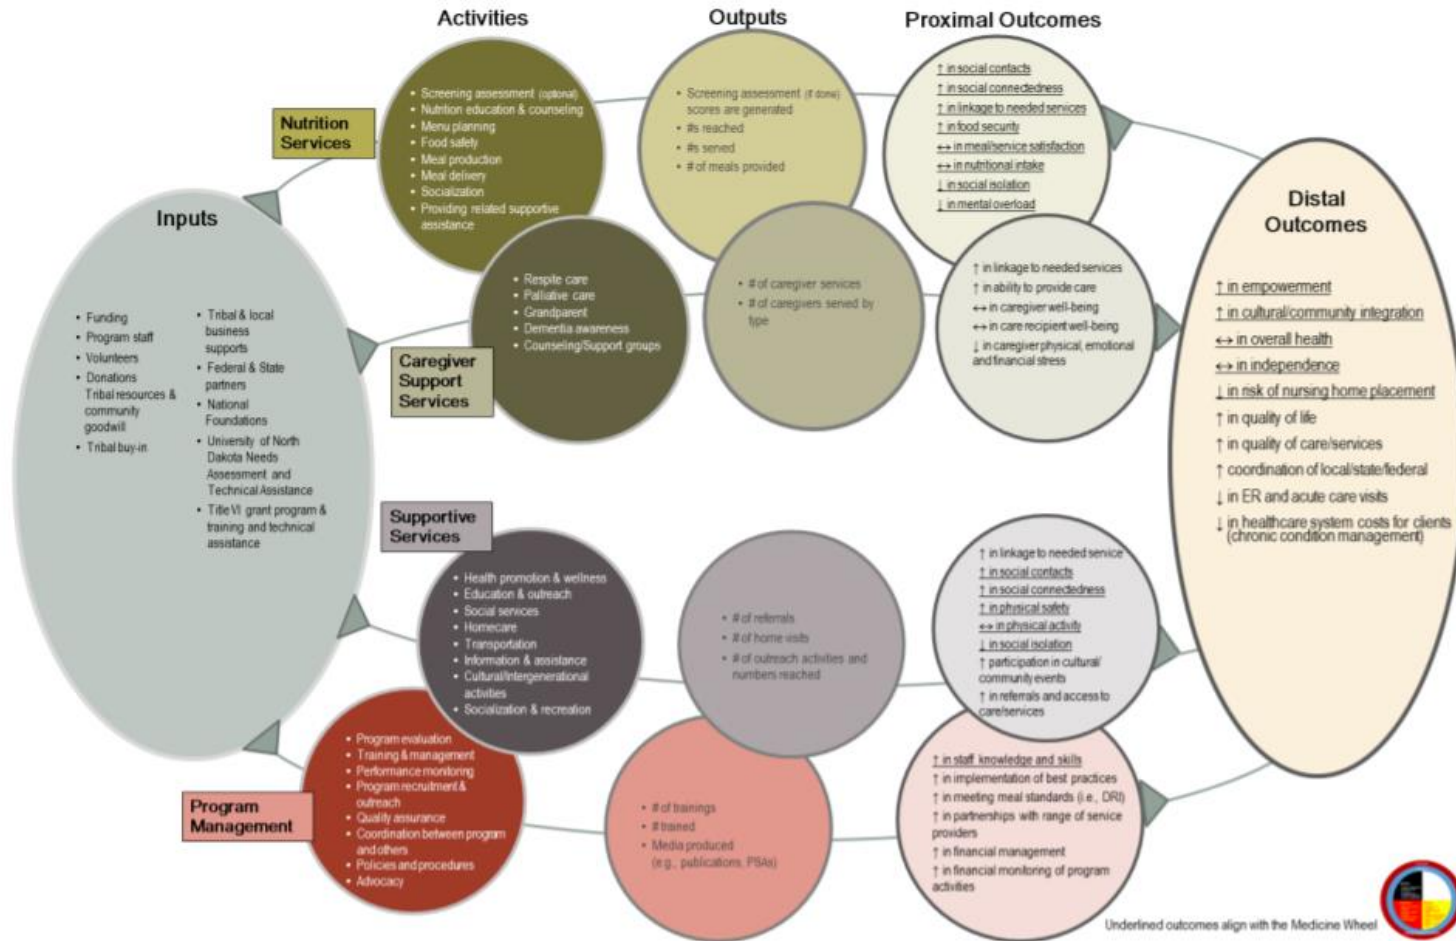 Activities
Outputs
Proximal Outcomes
Nutrition
Services
• Screening assessment (optional)
• Nutrition education & counseling
• Menu planning
• Food safety
• Meal production
• Meal delivery
• Socialization
• Providing related supportive
assistance
• Screening assessment (if done)
scores are generated
• #s reached
• #s served
• # of meals provided
↑ in social contacts
↑ in social connectedness
↑ in linkage to needed services
↑ in food security
↔ in meal/service satisfaction
↔ in nutritional intake
↓ in social isolation
↓ in mental overload
Inputs
• Funding
• Program staff
• Volunteers
• Donations
Tribal resources &
community
goodwill
• Tribal buy-in
• Tribal & local
business
supports
• Federal & State
partners
• National
Foundations
• University of North
Dakota Needs
Assessment and
Technical Assistance
• Title VI grant program &
training and technical
assistance
Caregiver
Support
Services
• Respite care
• Palliative care
• Grandparent
• Dementia awareness
• Counseling/Support groups
• # of caregiver services
• # of caregivers served by
type
↑ in linkage to needed services
↑ in ability to provide care
↔ in caregiver well-being
↔ in care recipient well-being
↓ in caregiver physical, emotional
and financial stress
Distal
Outcomes
↑ in empowerment
↑ in cultural/community integration
↔ in overall health
↔ in independence
↓ in risk of nursing home placement
↑ in quality of life
↑ in quality of care/services
↑ coordination of local/state/federal
↓ in ER and acute care visits
↓ in healthcare system costs for clients
(chronic condition management)
Supportive
Services
• Health promotion & wellness
• Education & outreach
• Social services
• Homecare
• Transportation
• Information & assistance
• Cultural/Intergenerational
activities
• Socialization & recreation
• # of referrals
• # of home visits
• # of outreach activities and
numbers reached
↑ in linkage to needed service
↑ in social contacts
↑ in social connectedness
↑ in physical safety
↔ in physical activity
↓ in social isolation
↑ participation in cultural/
community events
↑ in referrals and access to
care/services
Program
Management
• Program evaluation
• Training & management
• Performance monitoring
• Program recruitment &
outreach
• Quality assurance
• Coordination between program
and others
• Policies and procedures
• Advocacy
• # of trainings
• # trained
• Media produced
(e.g., publications, PSAs)
↑ in staff knowledge and skills
↑ in implementation of best practices
↑ in meeting meal standards (i.e., DRI)
↑ in partnerships with range of service
providers
↑ in financial management
↑ in financial monitoring of program
activities
Underlined outcomes align with the Medicine Wheel